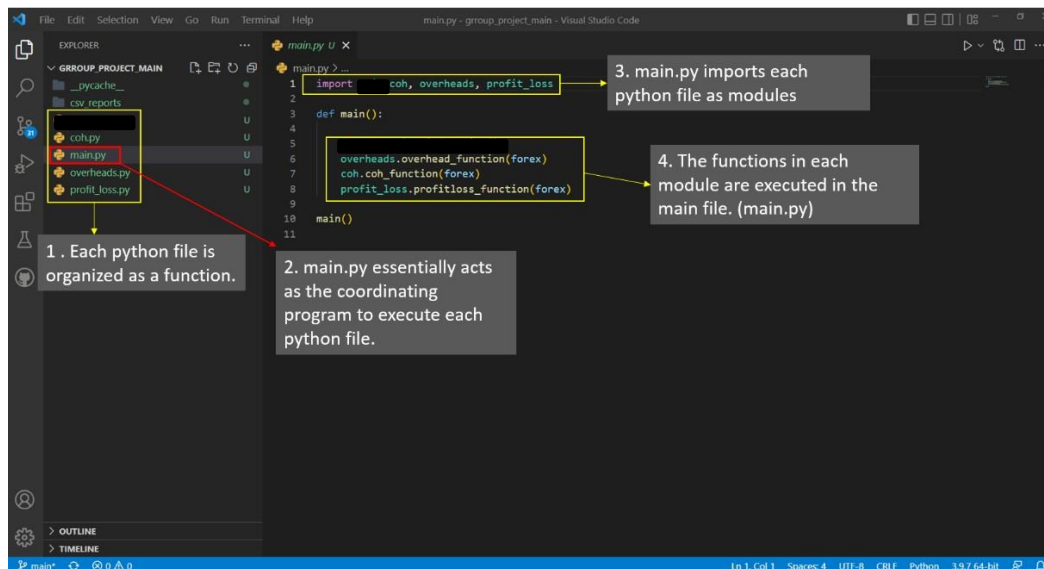 File Edit Selection View Go Run Terminal Help
main.py - grroup_project_main - Visual Studio Code
EXPLORER
GRROUP_PROJECT_MAIN
__pycache__
csv_reports
U
coh.py U
main.py U
overheads.py U
profit_loss.py U
31
main.py U
main.py > ...
1 import coh, overheads, profit_loss
2
3 def main():
4
5
6 overheads.overhead_function(forex)
7 coh.coh_function(forex)
8 profit_loss.profitloss_function(forex)
9
10 main()
11
3. main.py imports each
python file as modules
4. The functions in each
module are executed in the
main file. (main.py)
1 . Each python file is
organized as a function.
2. main.py essentially acts
as the coordinating
program to execute each
python file.
OUTLINE
TIMELINE
main* 0 0 Ln 1, Col 1 Spaces: 4 UTF-8 CRLF Python 3.9.7 64-bit